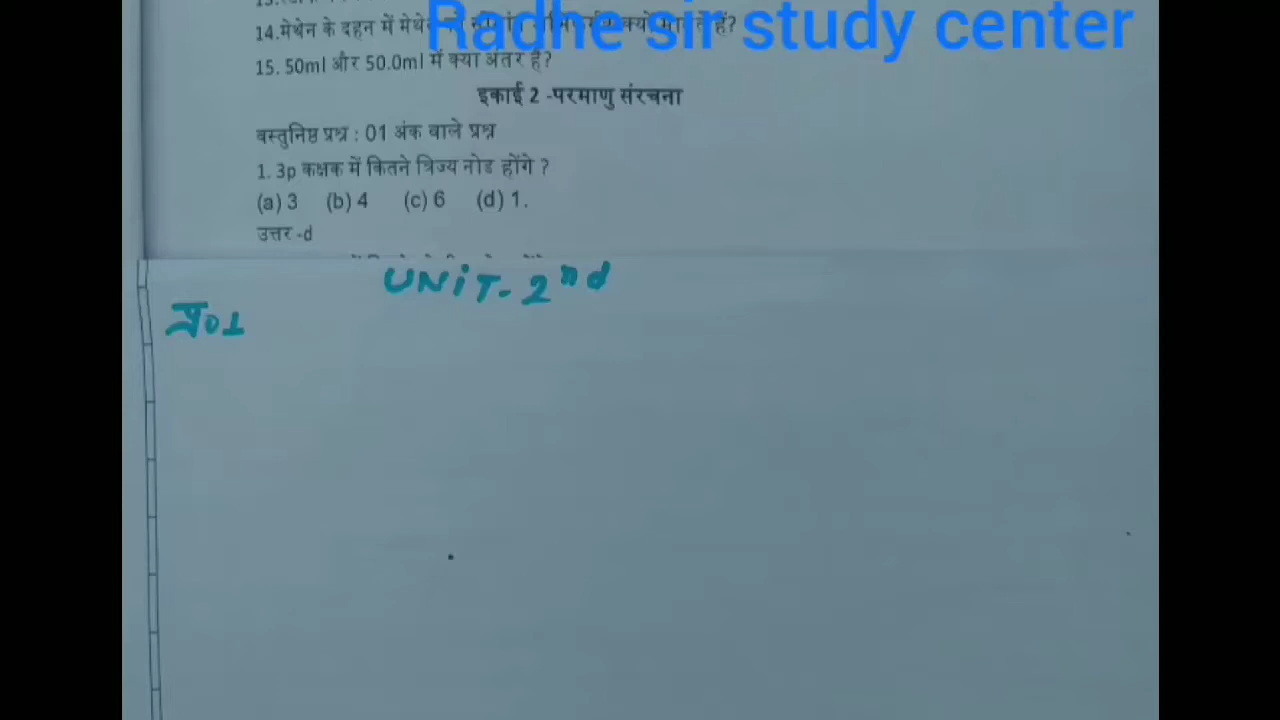 Radhe sir study center
14.मेथेन के दहन में
15. 50ml और 50.0ml में क्या अंतर है?
इकाई 2 -परमाणु संरचना
वस्तुनिष्ठ प्रश्न : 01 अंक वाले प्रश्न
1. 3p कक्षक में कितने त्रिज्य नोड होंगे ?
(a) 3 (b) 4 (c) 6 (d) 1.
उत्तर -d
UNIT- 2nd
प्र01